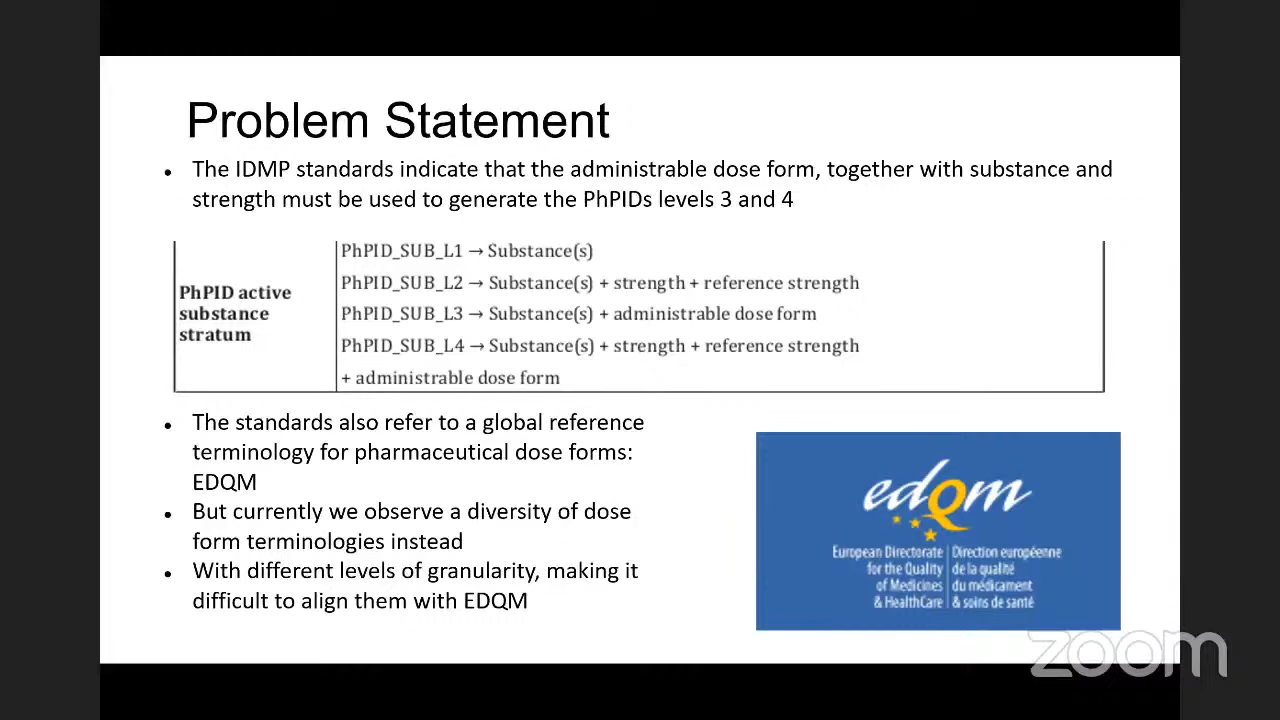 Problem Statement
• The IDMP standards indicate that the administrable dose form, together with substance and
strength must be used to generate the PhPIDs levels 3 and 4
PhPID active
substance
stratum
PhPID_SUB_L1 → Substance(s)
PhPID_SUB_L2 → Substance(s) + strength + reference strength
PhPID_SUB_L3 → Substance(s) + administrable dose form
PhPID_SUB_L4 → Substance(s) + strength + reference strength
+ administrable dose form
• The standards also refer to a global reference
terminology for pharmaceutical dose forms:
EDQM
• But currently we observe a diversity of dose
form terminologies instead
• With different levels of granularity, making it
difficult to align them with EDQM
edQm
European Directorate
for the Quality
of Medicines
& HealthCare
Direction européenne
de la qualité
du médicament
& soins de santé
zoom